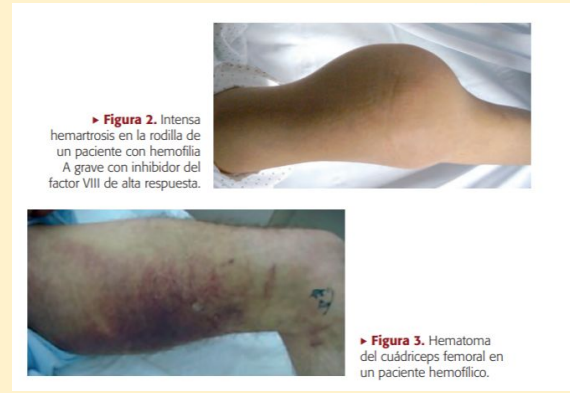 ▸ Figura 2. Intensa
hemartrosis en la rodilla de
un paciente con hemofilia
A grave con inhibidor del
factor VIII de alta respuesta.
▸ Figura 3. Hematoma
del cuádriceps femoral en
un paciente hemofílico.